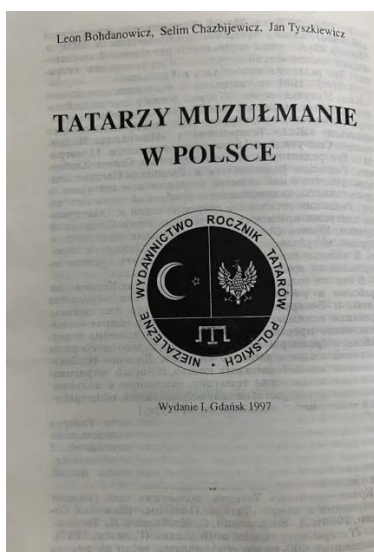 Leon Bohdanowicz, Selim Chazbijewicz, Jan Tyszkiewicz
TATARZY MUZUŁMANIE
W POLSCE
NIEZALEŻNE WYDAWNICTWO ROCZNIK TATARÓW POLSKICH •
Wydanie I, Gdańsk 1997